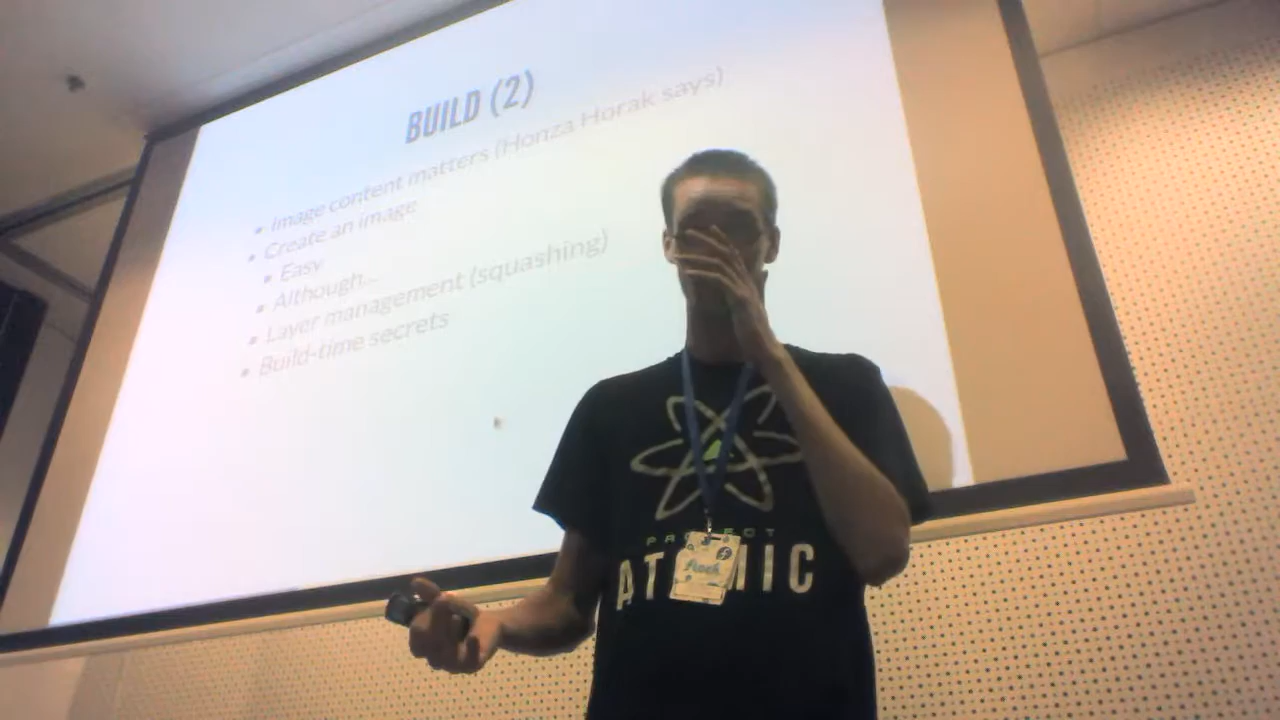 BUILD (2)
Image content matters (Honza Horak says)
Create an image
Easy
Although...
Layer management (squashing)
Build-time secrets
PROJECT
ATOMIC